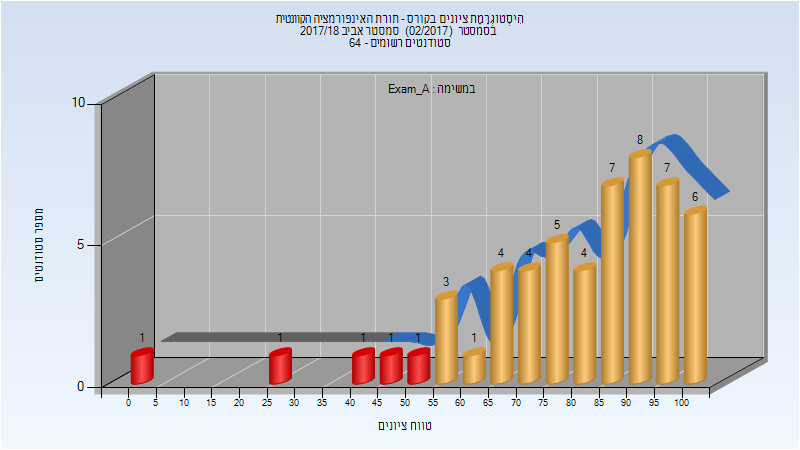 היסטוגרמת ציונים בקורס - תורת האינפורמציה הקוונטית
בסמסטר (02/2017) סמסטר אביב 2017/18
סטודנטים רשומים - 64
במשימה : Exam_A
10
5
0
מספר סטודנטים
1 1 1 1 1 3 1 4 4 5 4 7 8 7 6
0 5 10 15 20 25 30 35 40 45 50 55 60 65 70 75 80 85 90 95 100
טווח ציונים